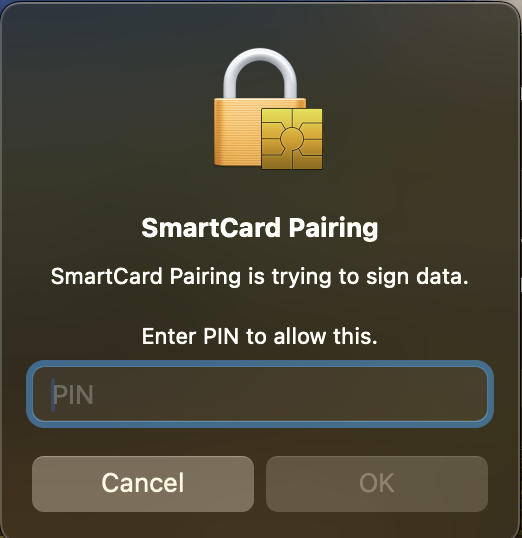 SmartCard Pairing
SmartCard Pairing is trying to sign data.
Enter PIN to allow this.
PIN
Cancel
OK